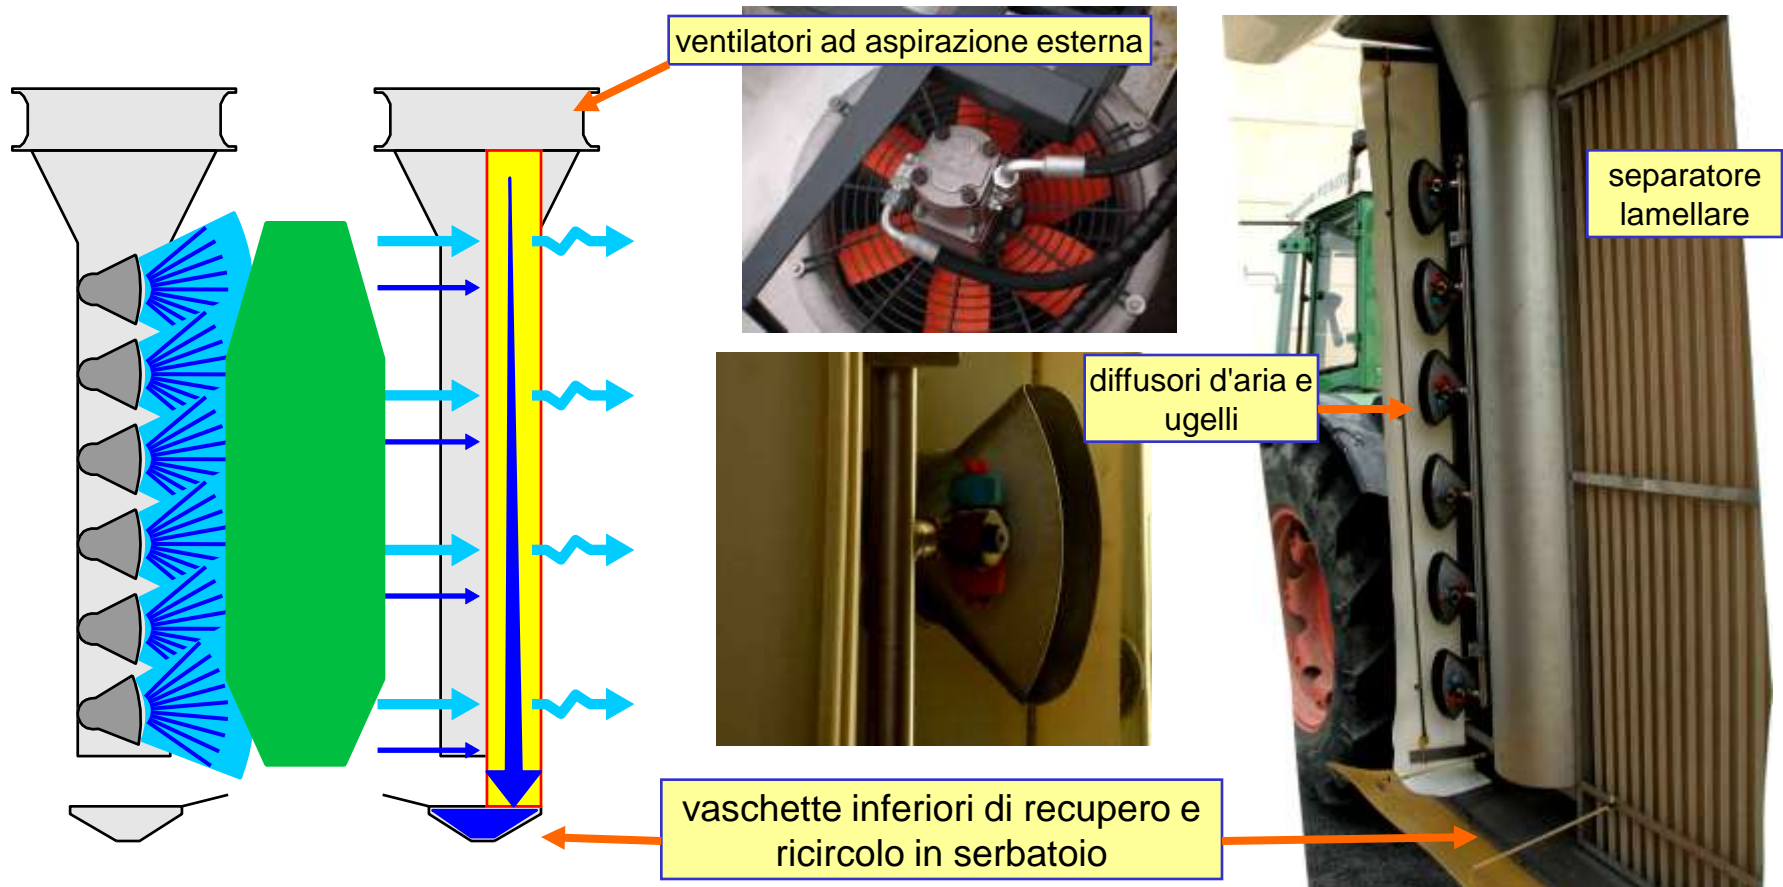 ventilatori ad aspirazione esterna
separatore
lamellare
diffusori d'aria e
ugelli
vaschette inferiori di recupero e
ricircolo in serbatoio